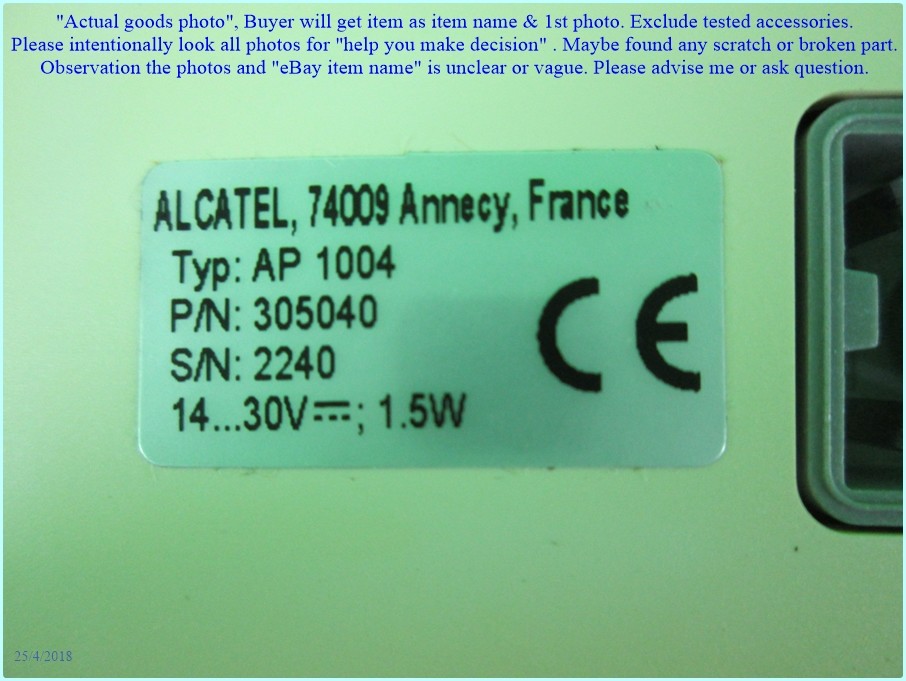 "Actual goods photo", Buyer will get item as item name & 1st photo. Exclude tested accessories.
Please intentionally look all photos for "help you make decision" . Maybe found any scratch or broken part.
Observation the photos and "eBay item name" is unclear or vague. Please advise me or ask question.
ALCATEL, 74009 Annecy, France
Typ: AP 1004
P/N: 305040
S/N: 2240
14...30V⎓; 1.5W
CE
25/4/2018